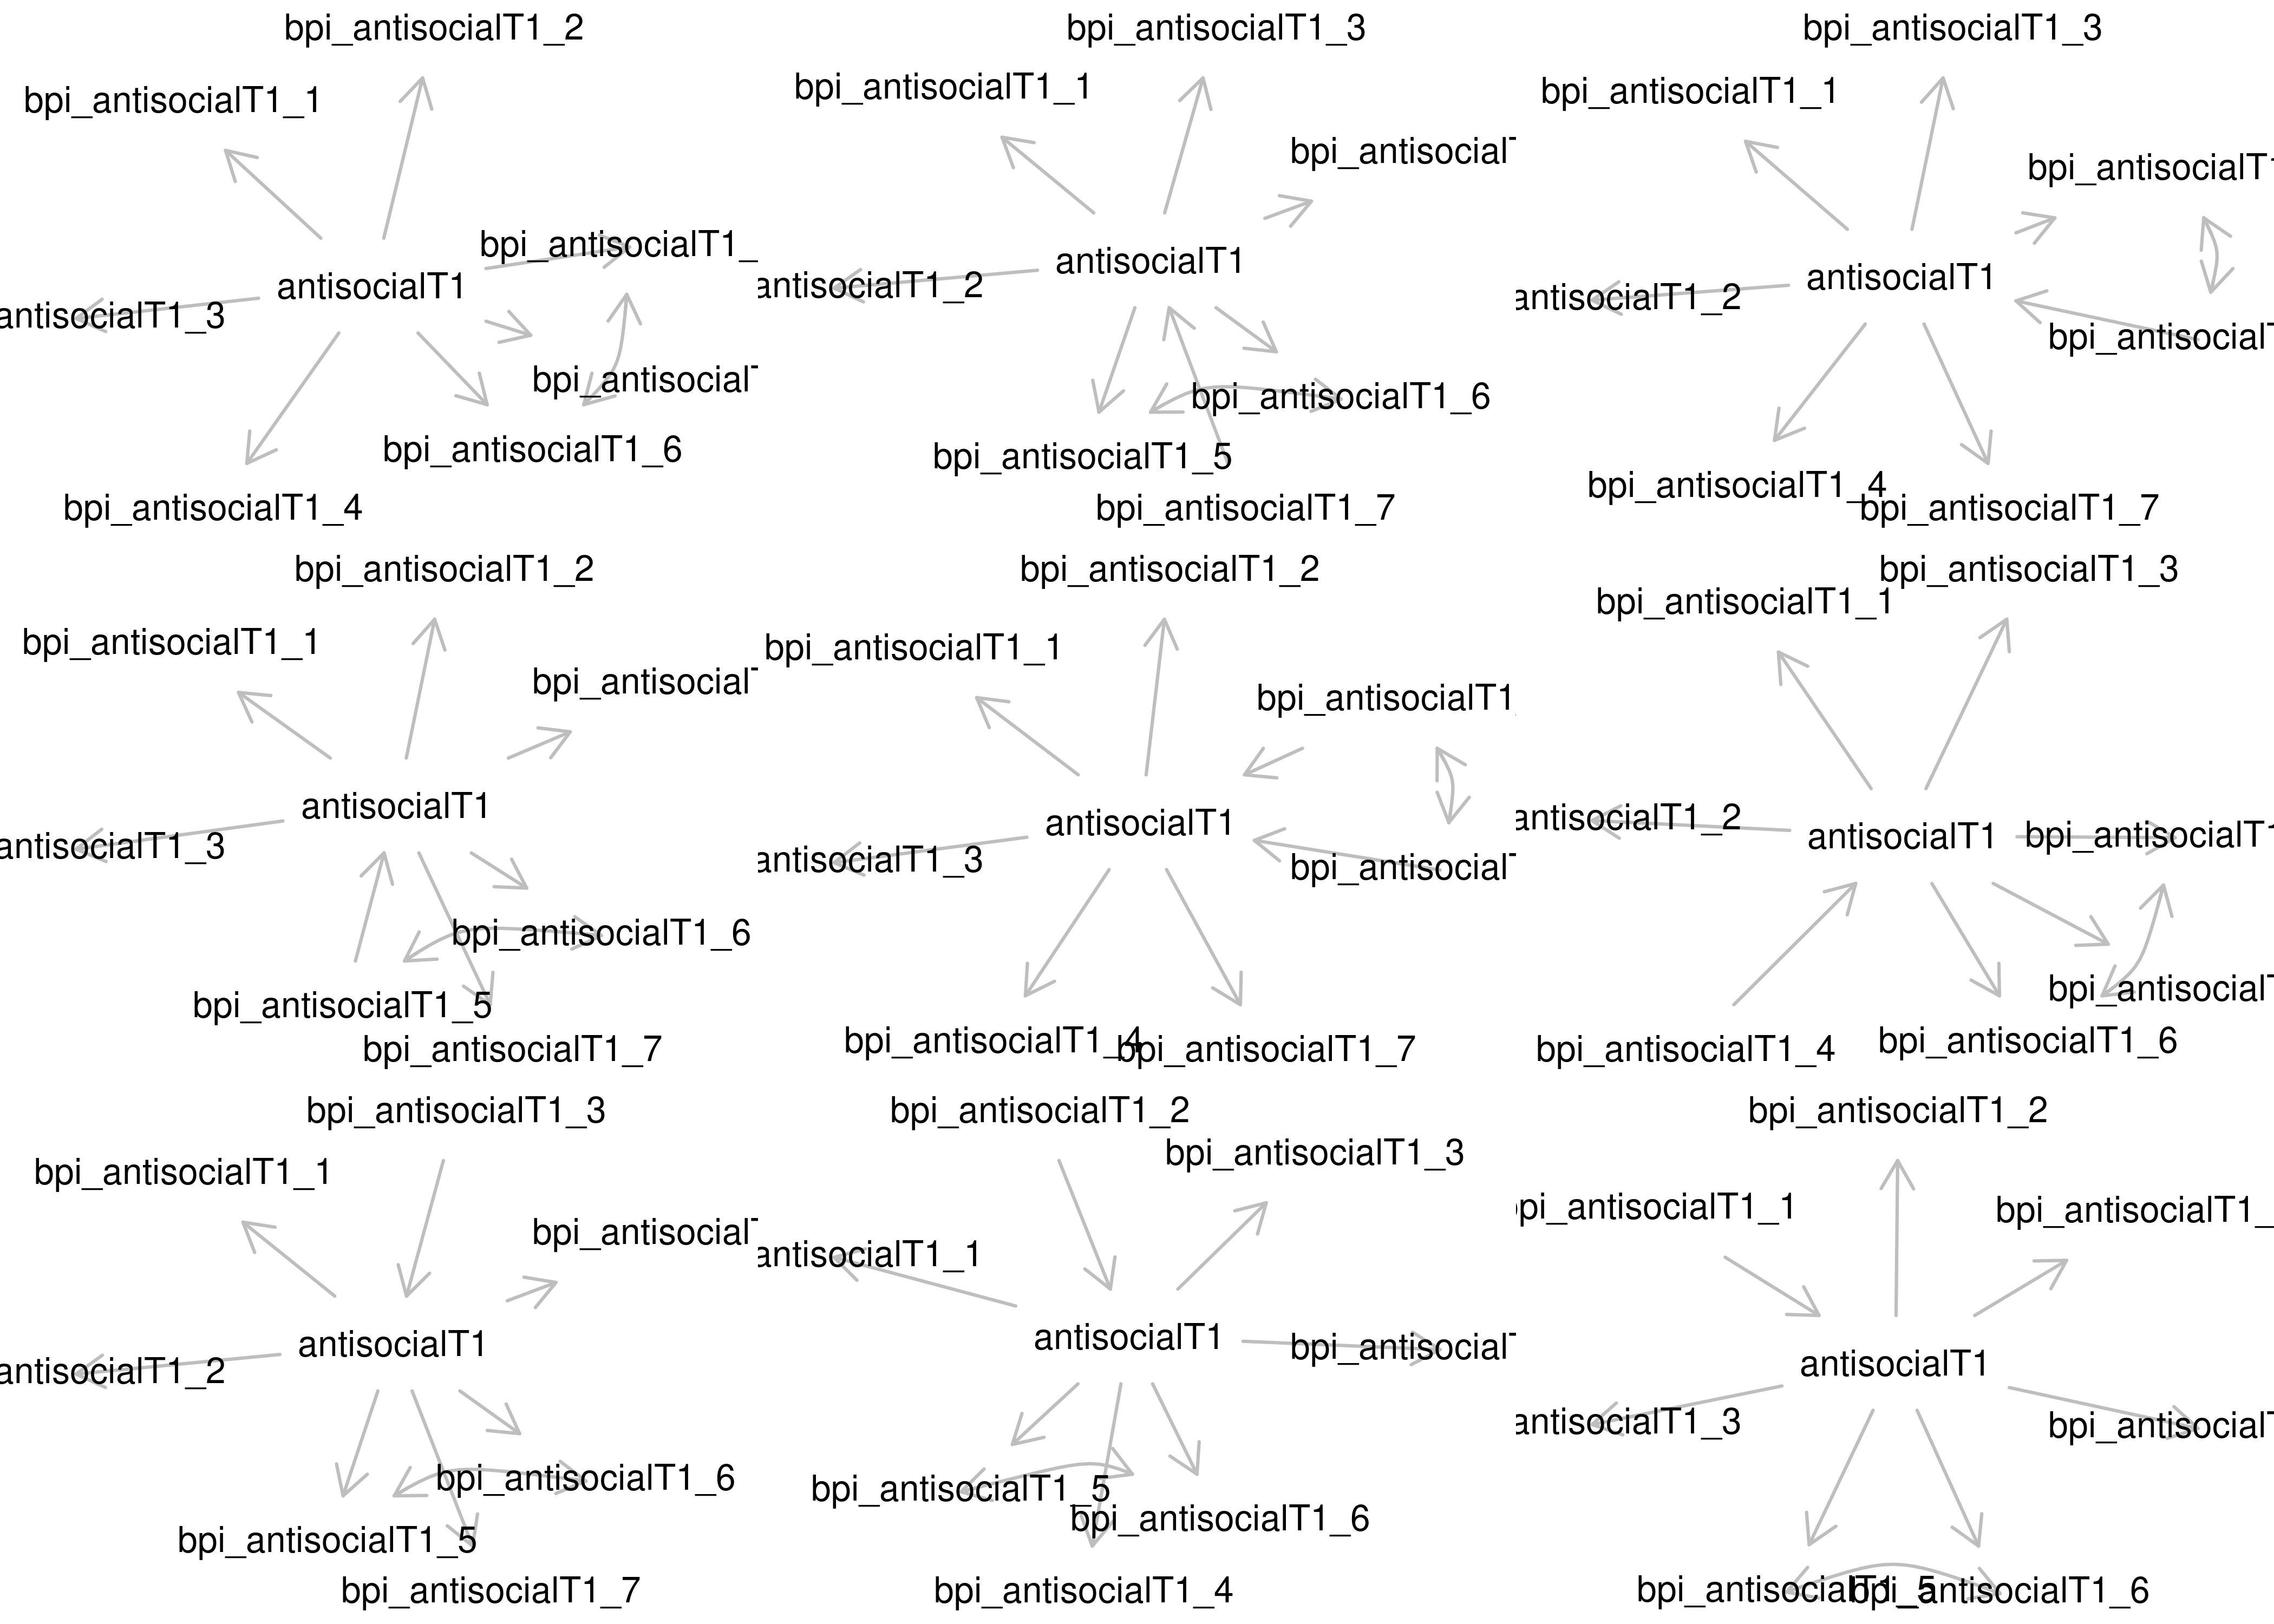 bpi_antisocialT1_2
bpi_antisocialT1_1
bpi_antisocialT1_
antisocialT1
antisocialT1_3
bpi_antisocial
bpi_antisocialT1_6
bpi_antisocialT1_4
bpi_antisocialT1_3
bpi_antisocialT1_1
bpi_antisocial
antisocialT1
antisocialT1_2
bpi_antisocialT1_6
bpi_antisocialT1_5
bpi_antisocialT1_7
bpi_antisocialT1_3
bpi_antisocialT1_1
bpi_antisocialT1
antisocialT1
antisocialT1_2
bpi_antisocial
bpi_antisocialT1_4
bpi_antisocialT1_7
bpi_antisocialT1_2
bpi_antisocialT1_1
bpi_antisocial
antisocialT1
antisocialT1_3
bpi_antisocialT1_6
bpi_antisocialT1_5
bpi_antisocialT1_7
bpi_antisocialT1_2
bpi_antisocialT1_1
bpi_antisocialT1
antisocialT1
antisocialT1_3
bpi_antisocial
bpi_antisocialT1_4
bpi_antisocialT1_7
bpi_antisocialT1_3
bpi_antisocialT1_1
antisocialT1_2
antisocialT1
bpi_antisocialT1
bpi_antisocial
bpi_antisocialT1_6
bpi_antisocialT1_4
bpi_antisocialT1_3
bpi_antisocialT1_1
bpi_antisocial
antisocialT1
antisocialT1_2
bpi_antisocialT1_6
bpi_antisocialT1_5
bpi_antisocialT1_7
bpi_antisocialT1_2
bpi_antisocialT1_3
antisocialT1_1
antisocialT1
bpi_antisocial
bpi_antisocialT1_5
bpi_antisocialT1_6
bpi_antisocialT1_4
bpi_antisocialT1_2
pi_antisocialT1_1
bpi_antisocialT1_
antisocialT1
antisocialT1_3
bpi_antisocial
bpi_antisocialT1_5
bpi_antisocialT1_6